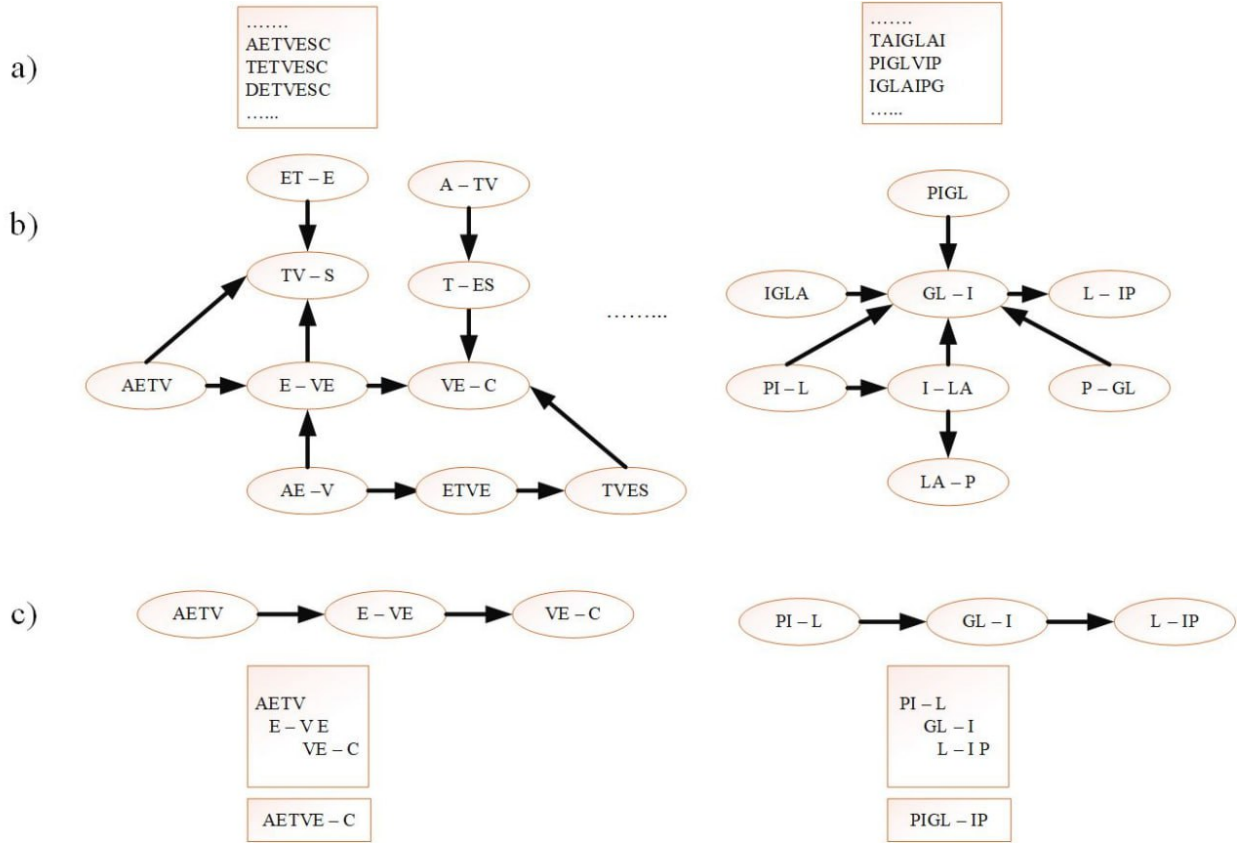 a)
…….
AETVESC
TETVESC
DETVESC
…...
…….
TAIGLAI
PIGLVIP
IGLAIPG
…...
b)
ET – E
A – TV
TV – S
T – ES
AETV
E – VE
VE – C
AE –V
ETVE
TVES
……...
PIGL
IGLA
GL – I
L – IP
PI – L
I – LA
P – GL
LA – P
c)
AETV
E – VE
VE – C
PI – L
GL – I
L – IP
AETV
E – V E
VE – C
AETVE – C
PI – L
GL – I
L – I P
PIGL – IP